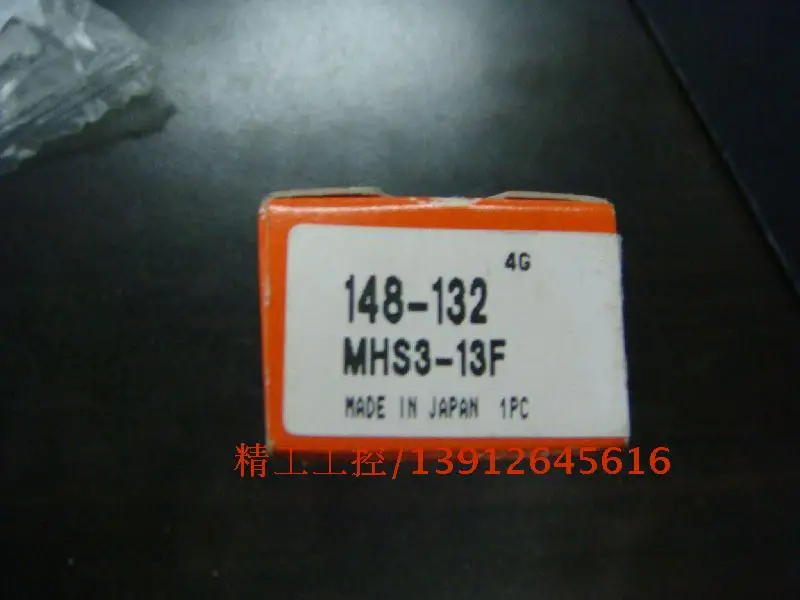 4G
148-132
MHS3-13F
MADE IN JAPAN 1PC
精工工控/13912645616